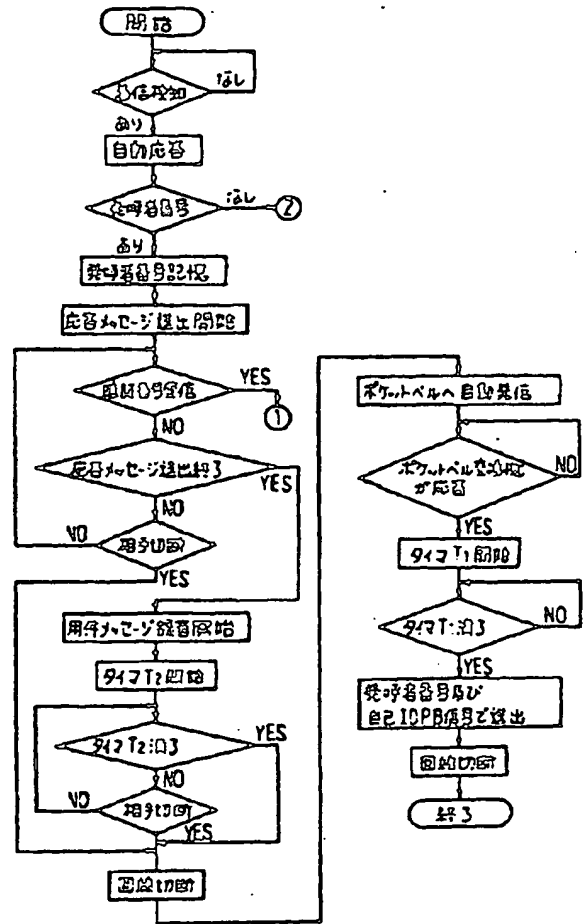 開始
着信検知
なし
あり
自動応答
発呼者番号
なし
②
あり
発呼者番号記憶
応答メッセージ送出開始
YES
①
NO
応答メッセージ送出終了
YES
NO
NO
相手切断
YES
用件メッセージ録音開始
タイマT₂開始
タイマT₂満了
YES
NO
NO
相手切断
YES
回線切断
ポケットベルへ自動発信
ポケットベル交換機
が応答
NO
YES
タイマT₁開始
タイマT₁満了
NO
YES
発呼者番号及び
自己IDPB信号で送出
回線切断
終了